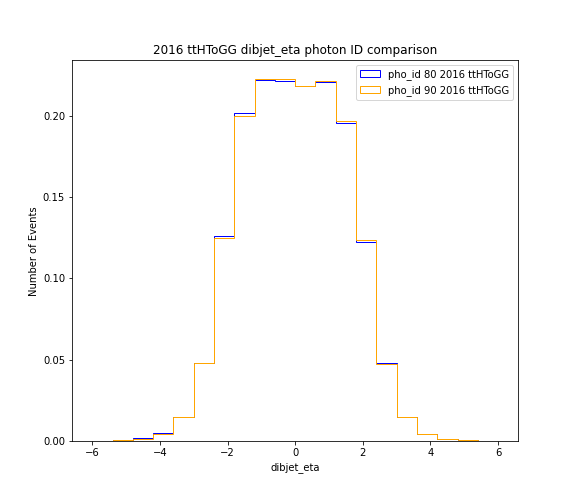 2016 ttHToGG dibjet_eta photon ID comparison
pho_id 80 2016 ttHToGG
pho_id 90 2016 ttHToGG
Number of Events
0.20
0.15
0.10
0.05
0.00
−6 −4 −2 0 2 4 6
dibjet_eta